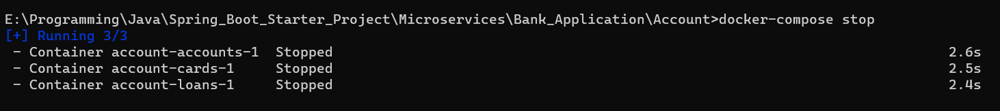 E:\Programming\Java\Spring_Boot_Starter_Project\Microservices\Bank_Application\Account>docker-compose stop
[+] Running 3/3
 - Container account-accounts-1  Stopped 2.6s
 - Container account-cards-1     Stopped 2.5s
 - Container account-loans-1     Stopped 2.4s